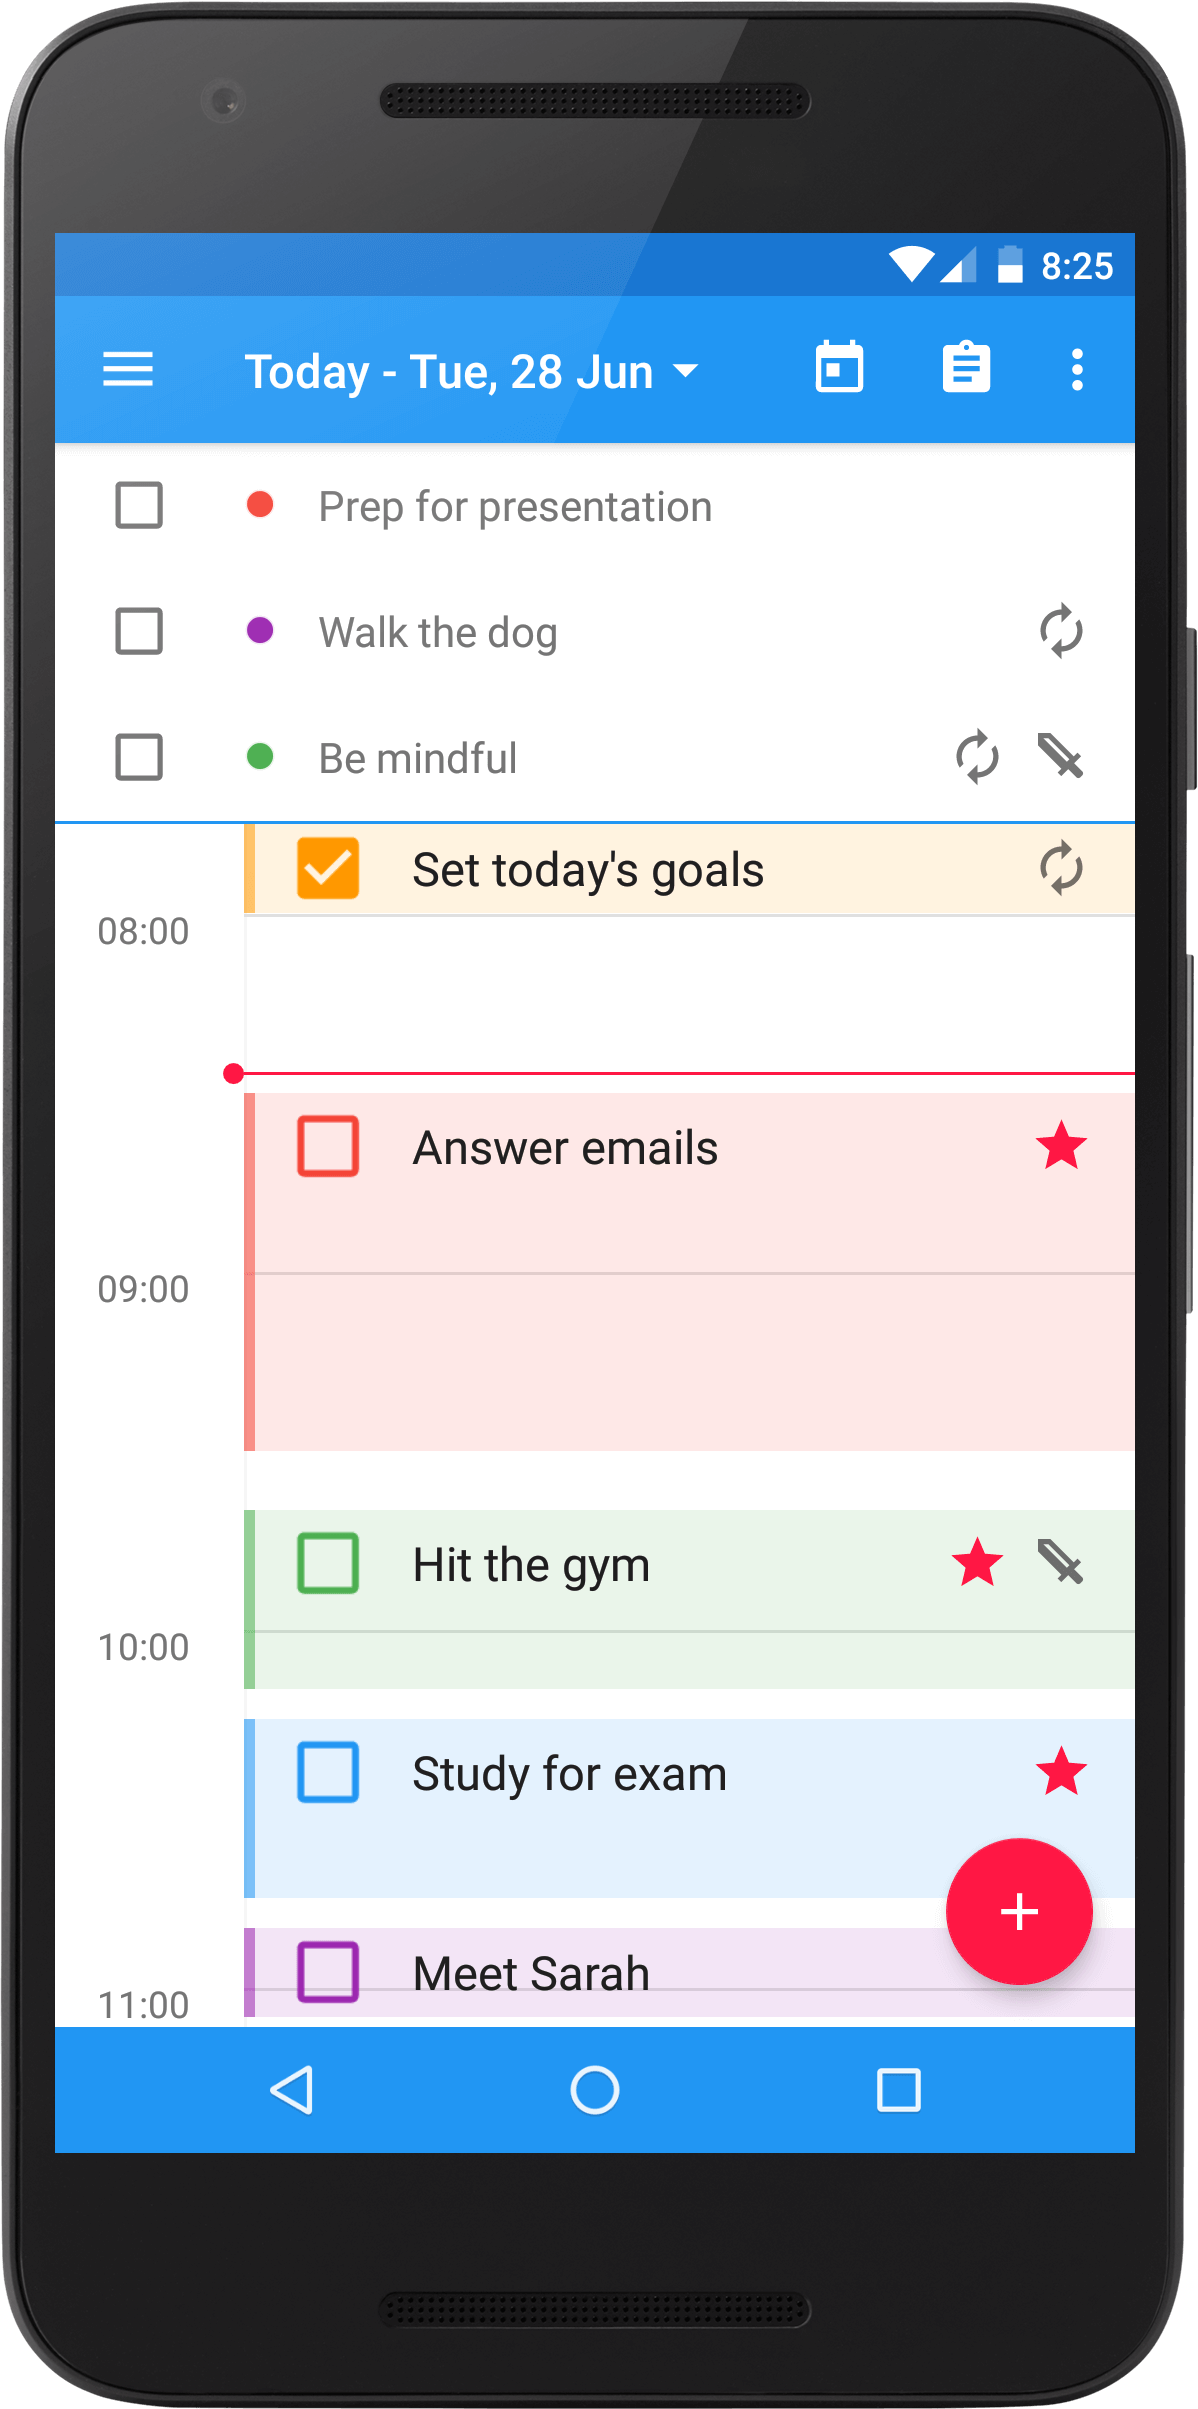 8:25
Today - Tue, 28 Jun
Prep for presentation
Walk the dog
Be mindful
Set today's goals
08:00
Answer emails
09:00
Hit the gym
10:00
Study for exam
Meet Sarah
11:00